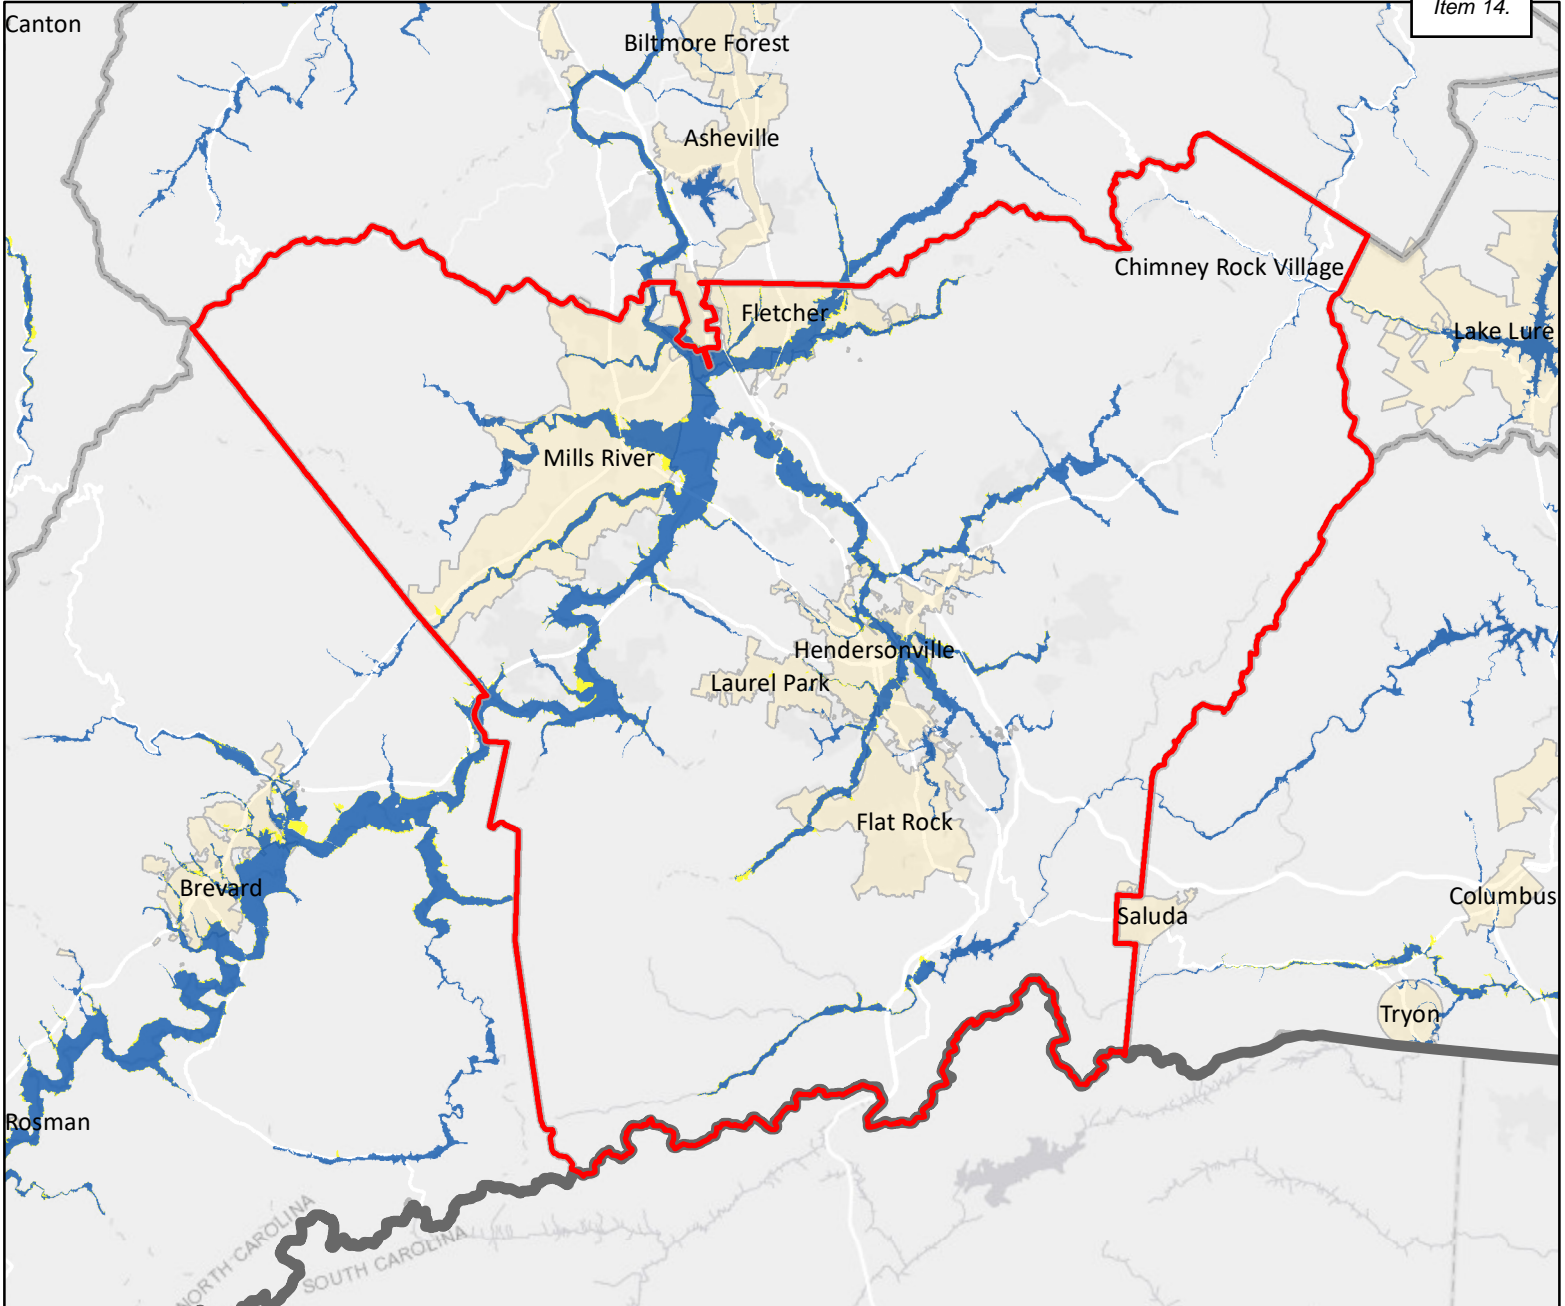 Item 14.
Canton
Biltmore Forest
Asheville
Chimney Rock Village
Fletcher
Lake Lure
Mills River
Hendersonville
Laurel Park
Flat Rock
Brevard
Columbus
Saluda
Tryon
Rosman
NORTH CAROLINA
SOUTH CAROLINA